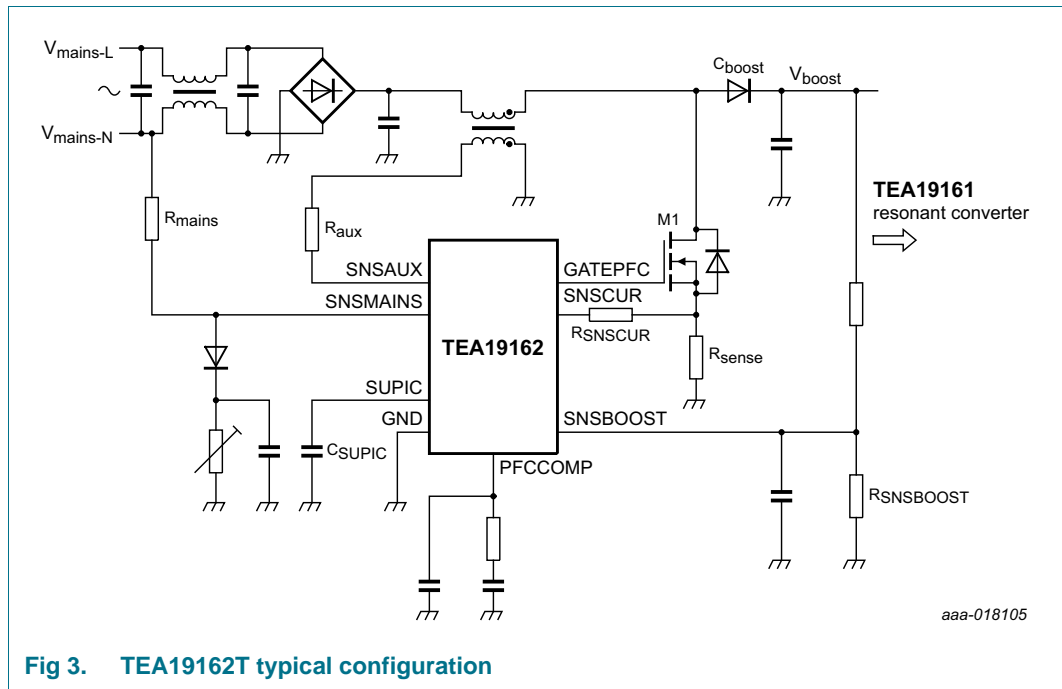 Vmains-L
Cboost
Vboost
Vmains-N
TEA19161
resonant converter
Rmains
Raux
M1
SNSAUX
GATEPFC
SNSMAINS
SNSCUR
RSNSCUR
TEA19162
Rsense
SUPIC
GND
SNSBOOST
CSUPIC
PFCCOMP
RSNSBOOST
aaa-018105
Fig 3. TEA19162T typical configuration